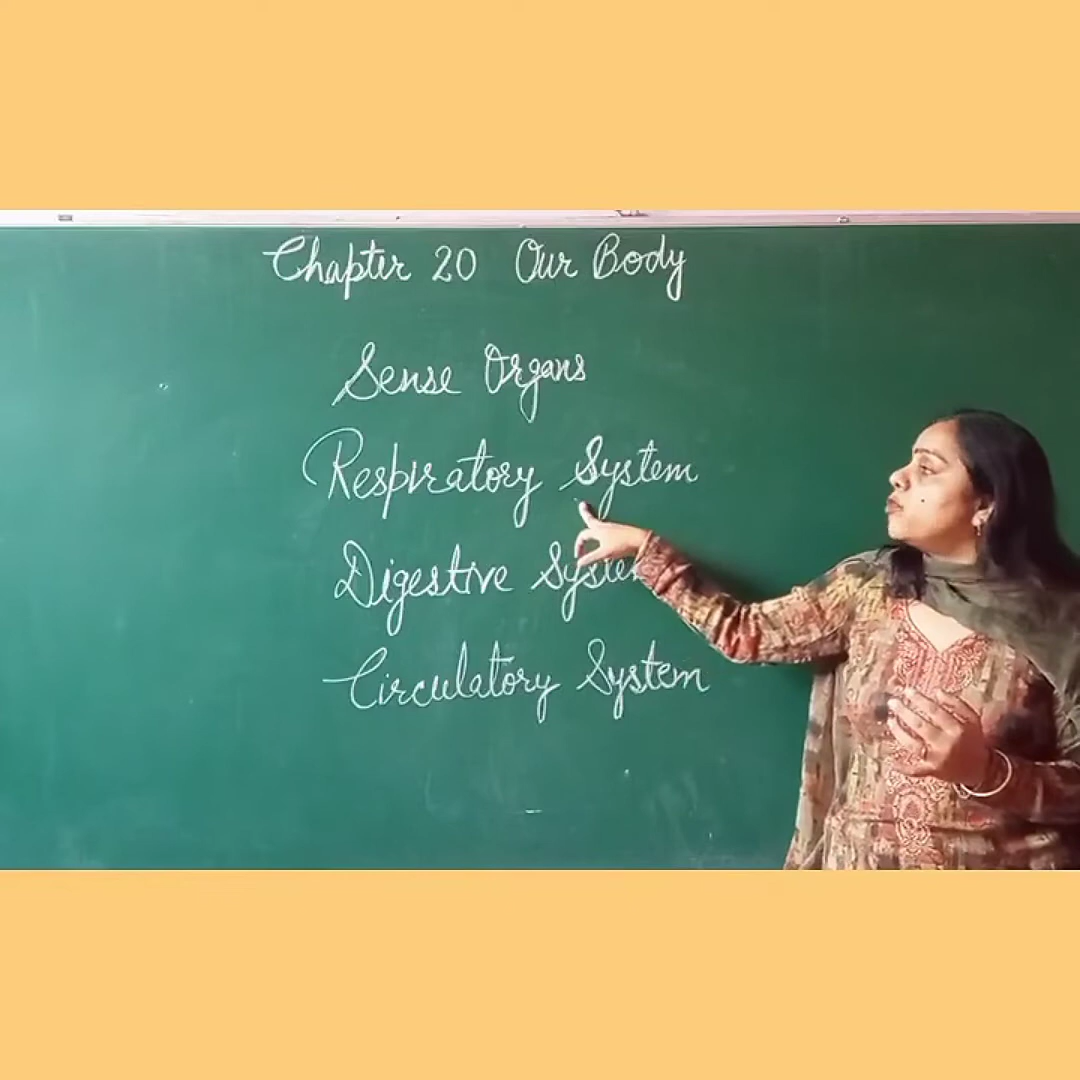 Chapter 20 Our Body
Sense Organs
Respiratory System
Digestive System
Circulatory System